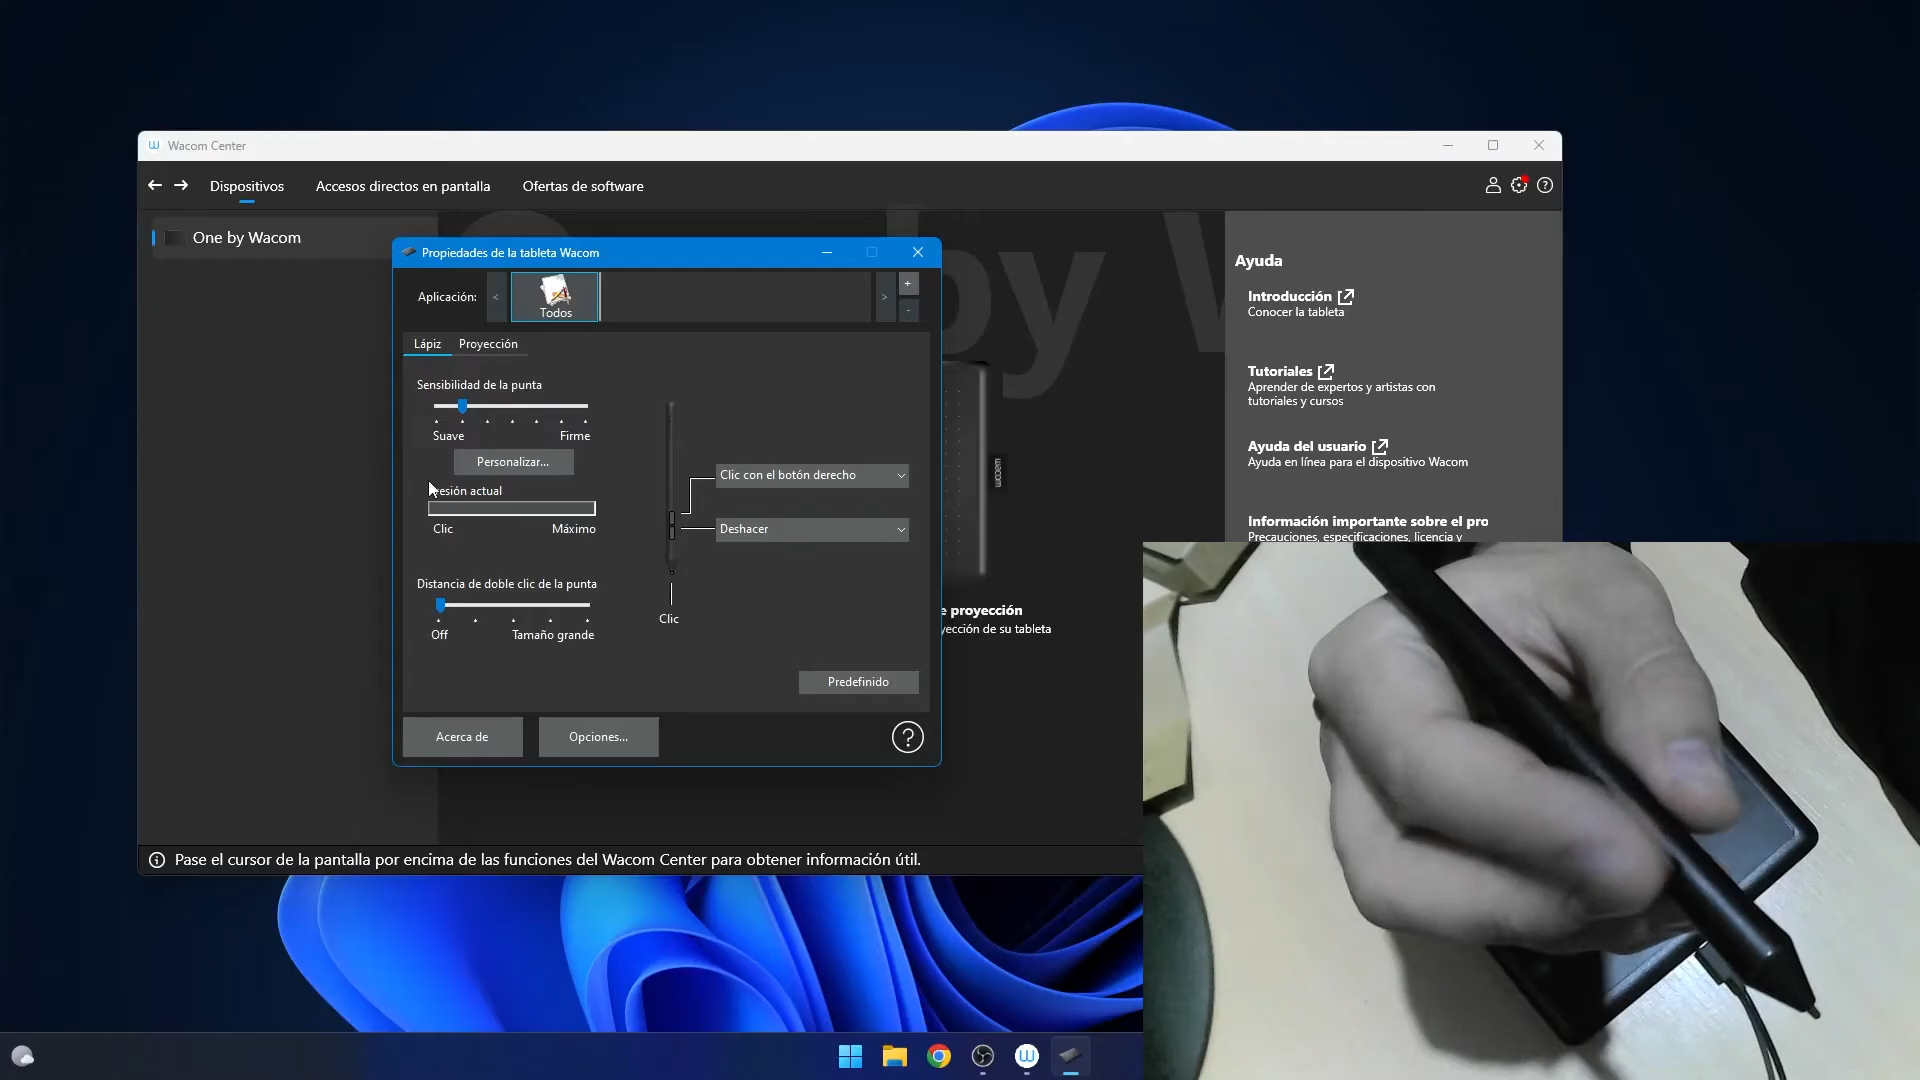 Wacom Center
Dispositivos
Accesos directos en pantalla
Ofertas de software
One by Wacom
Propiedades de la tableta Wacom
Aplicación:
<
Todos
>
+
-
Lápiz
Proyección
Sensibilidad de la punta
Suave
Firme
Personalizar...
esión actual
Clic
Máximo
Distancia de doble clic de la punta
Off
Tamaño grande
Clic con el botón derecho
Deshacer
Clic
Predefinido
Acerca de
Opciones...
?
by W
wacom
e proyección
yección de su tableta
Ayuda
Introducción
Conocer la tableta
Tutoriales
Aprender de expertos y artistas con
tutoriales y cursos
Ayuda del usuario
Ayuda en línea para el dispositivo Wacom
Información importante sobre el pro
Precauciones, especificaciones, licencia y
Pase el cursor de la pantalla por encima de las funciones del Wacom Center para obtener información útil.